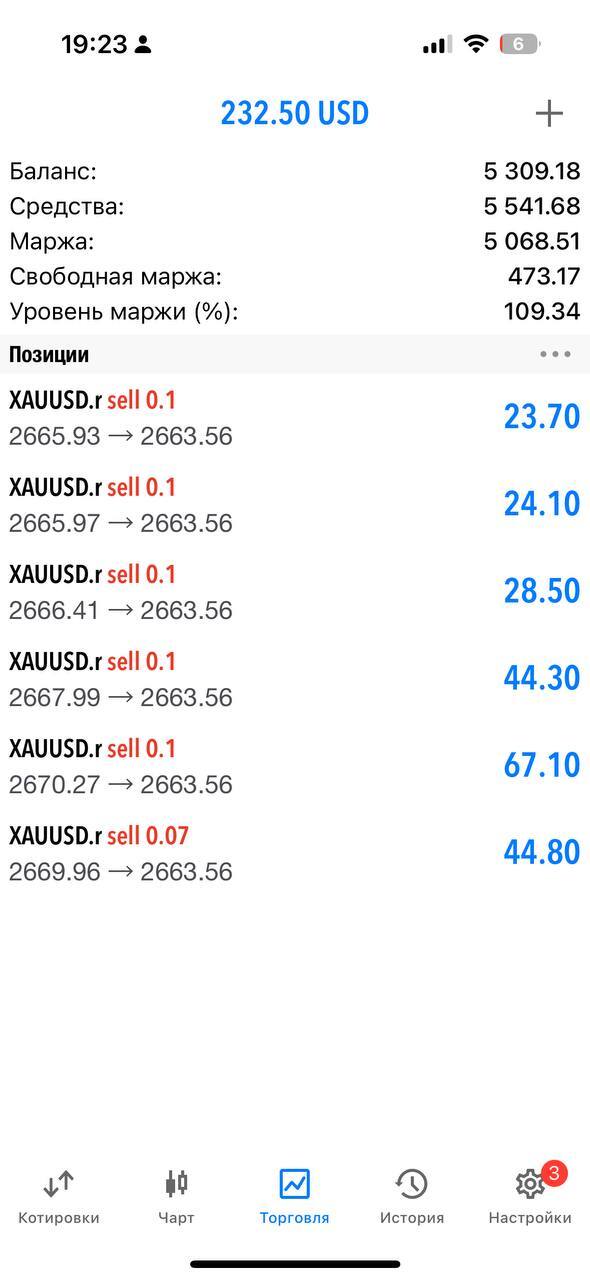 19:23
6
232.50 USD
Баланс: 5 309.18
Средства: 5 541.68
Маржа: 5 068.51
Свободная маржа: 473.17
Уровень маржи (%): 109.34
Позиции
XAUUSD.r sell 0.1
23.70
2665.93 → 2663.56
XAUUSD.r sell 0.1
24.10
2665.97 → 2663.56
XAUUSD.r sell 0.1
28.50
2666.41 → 2663.56
XAUUSD.r sell 0.1
44.30
2667.99 → 2663.56
XAUUSD.r sell 0.1
67.10
2670.27 → 2663.56
XAUUSD.r sell 0.07
44.80
2669.96 → 2663.56
3
Котировки Чарт Торговля История Настройки